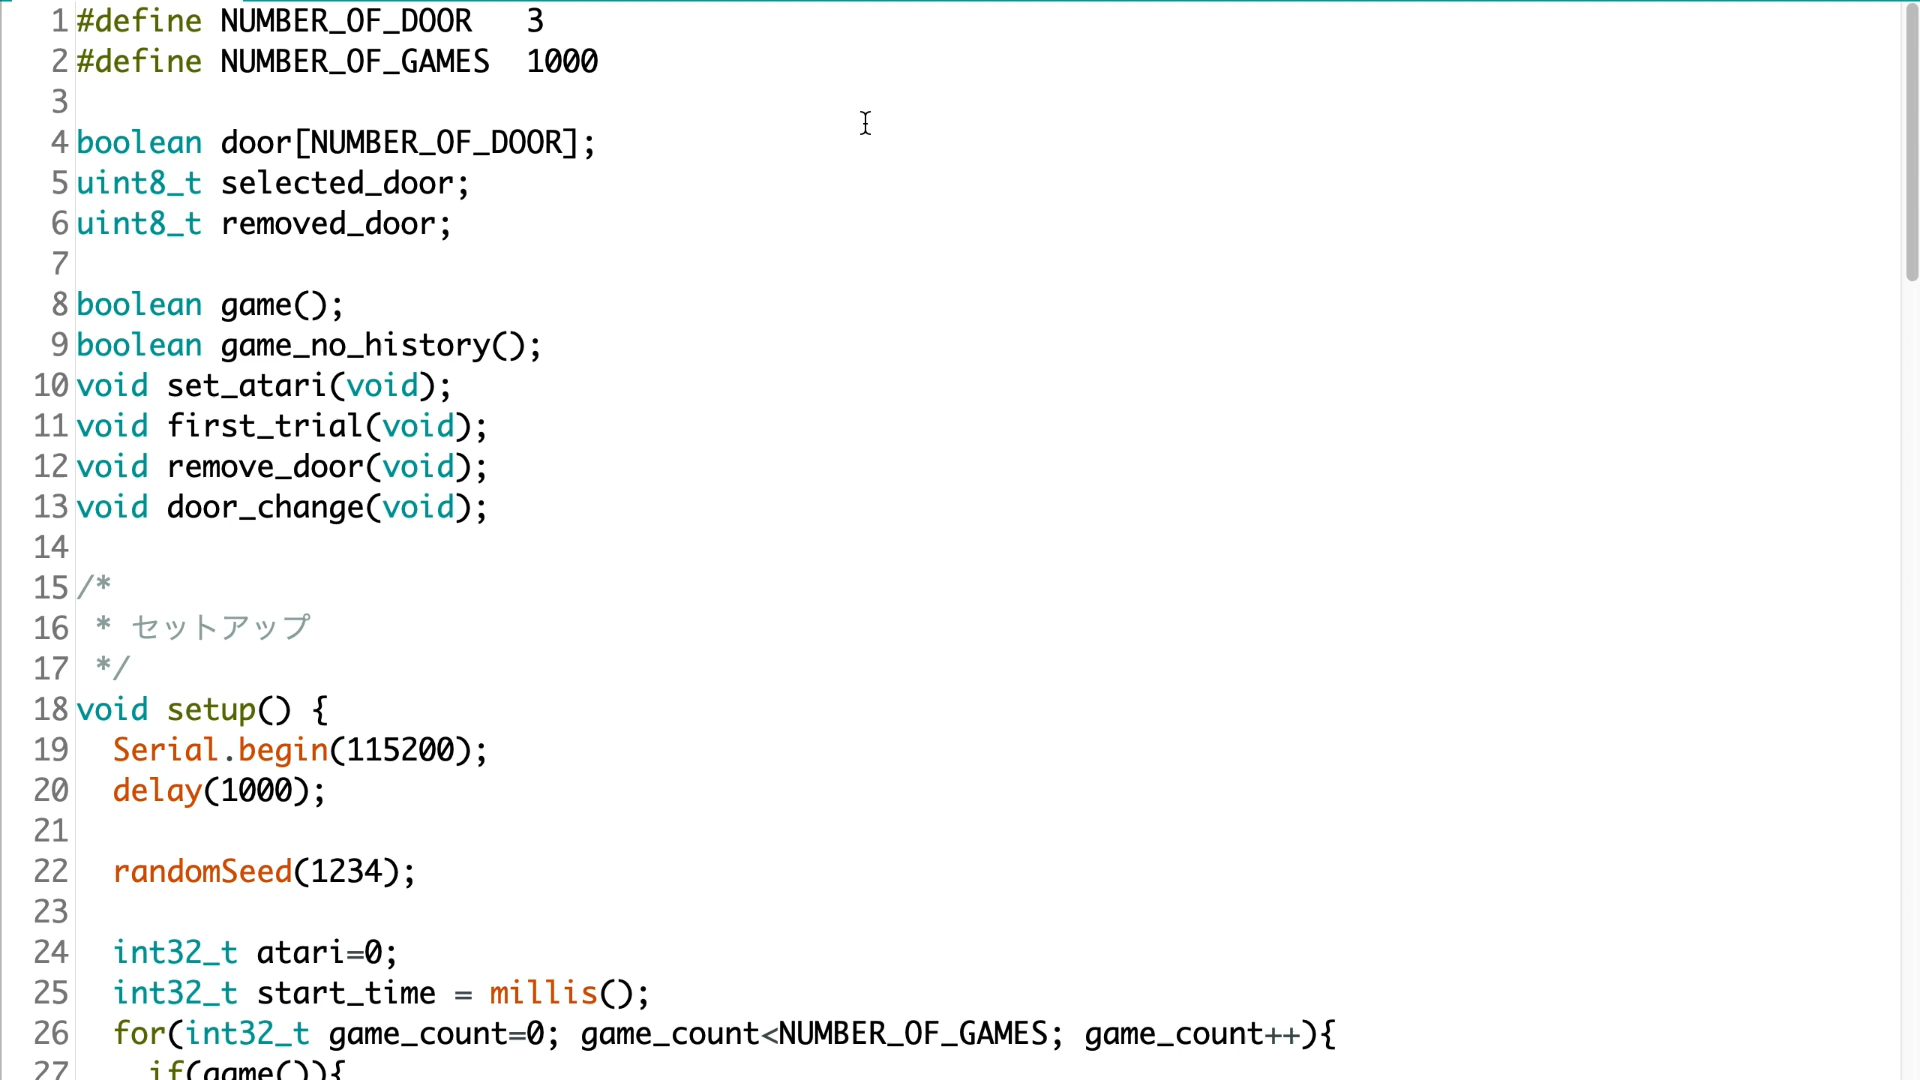 1 #define NUMBER_OF_DOOR   3
2 #define NUMBER_OF_GAMES  1000
3
4 boolean door[NUMBER_OF_DOOR];
5 uint8_t selected_door;
6 uint8_t removed_door;
7
8 boolean game();
9 boolean game_no_history();
10 void set_atari(void);
11 void first_trial(void);
12 void remove_door(void);
13 void door_change(void);
14
15 /*
16  * セットアップ
17  */
18 void setup() {
19   Serial.begin(115200);
20   delay(1000);
21
22   randomSeed(1234);
23
24   int32_t atari=0;
25   int32_t start_time = millis();
26   for(int32_t game_count=0; game_count<NUMBER_OF_GAMES; game_count++){
27     if(game()){